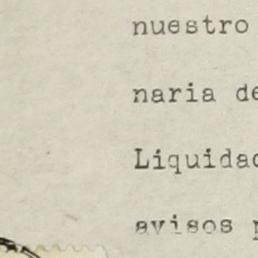 nuestro
naria de
Liquidac
avisos p